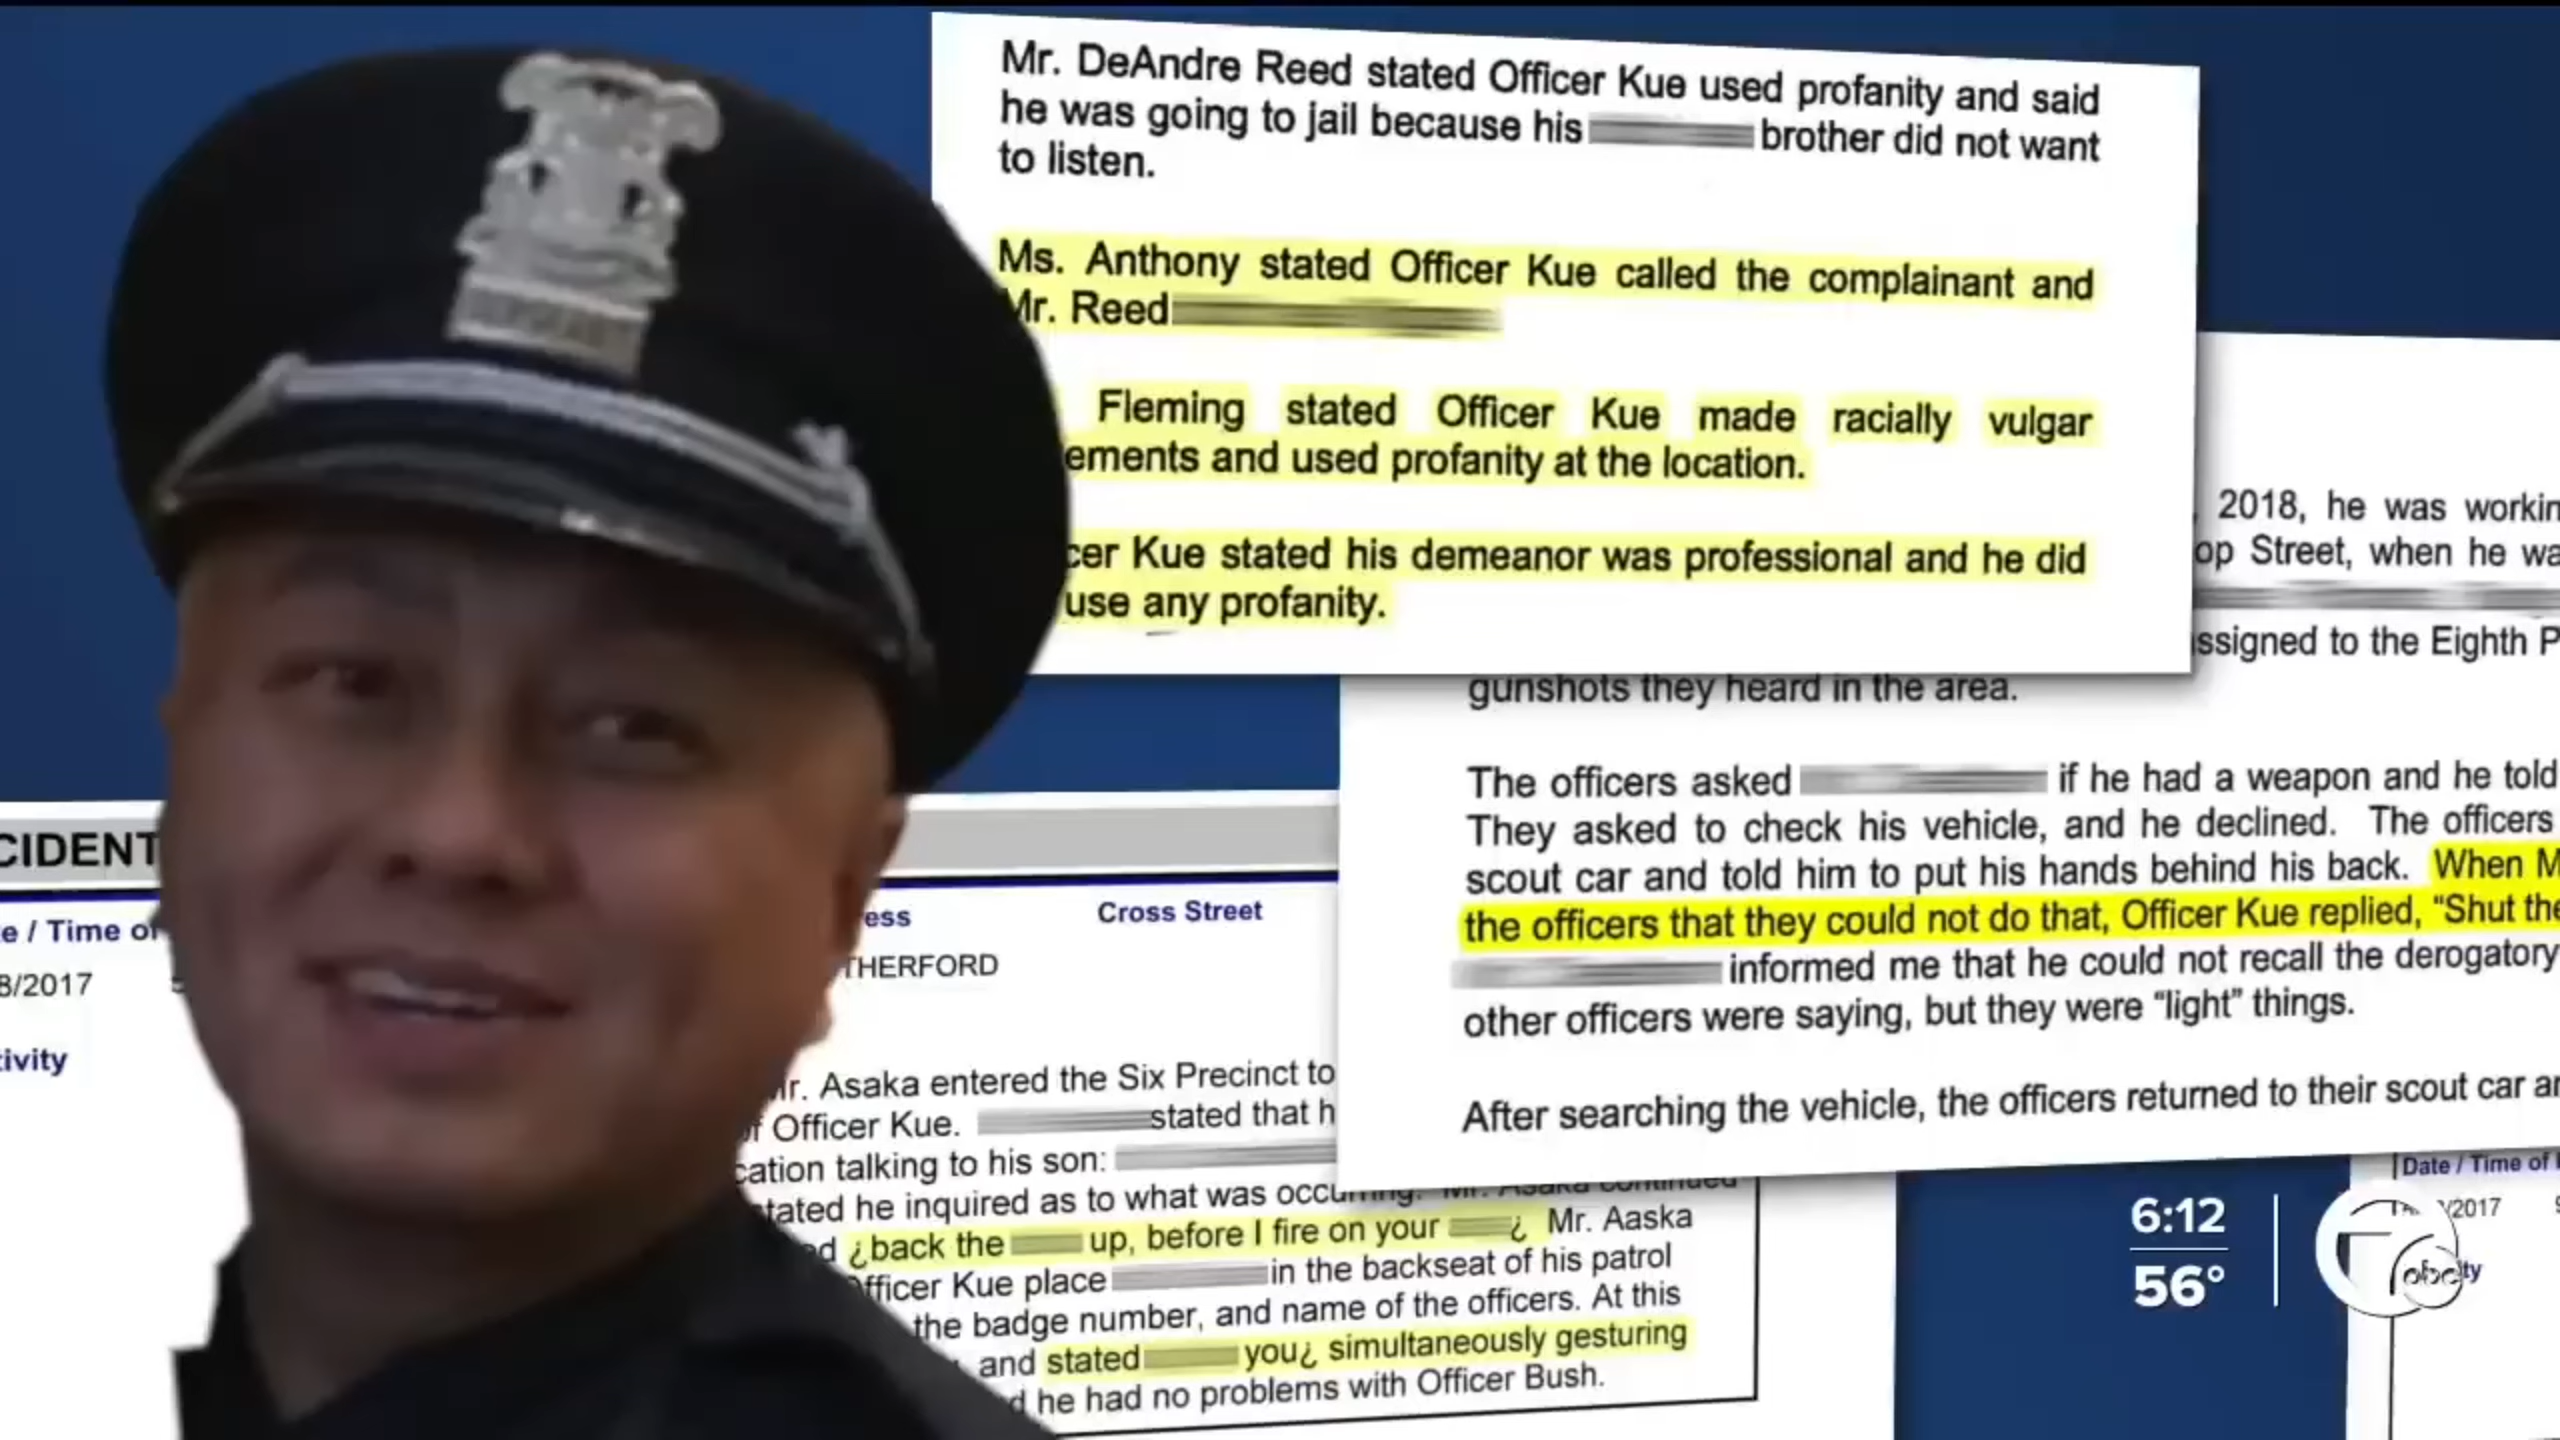 Mr. DeAndre Reed stated Officer Kue used profanity and said
he was going to jail because his brother did not want
to listen.
Ms. Anthony stated Officer Kue called the complainant and
Mr. Reed
Fleming stated Officer Kue made racially vulgar
ements and used profanity at the location.
cer Kue stated his demeanor was professional and he did
use any profanity.
2018, he was workin
op Street, when he wa
ssigned to the Eighth P
gunshots they heard in the area.
The officers asked if he had a weapon and he told
They asked to check his vehicle, and he declined. The officers
scout car and told him to put his hands behind his back. When M
the officers that they could not do that, Officer Kue replied, “Shut the
informed me that he could not recall the derogatory
other officers were saying, but they were “light” things.
After searching the vehicle, the officers returned to their scout car an
CIDENT
e / Time of
ess
Cross Street
8/2017
THERFORD
ivity
Mr. Asaka entered the Six Precinct to
of Officer Kue. stated that h
cation talking to his son:
stated he inquired as to what was occurring. Mr. Asaka continued
ed ¿back the up, before I fire on your ¿ Mr. Aaska
Officer Kue place in the backseat of his patrol
the badge number, and name of the officers. At this
and stated you¿ simultaneously gesturing
d he had no problems with Officer Bush.
Date / Time of
/2017
ty
6:12
56°
7
abc